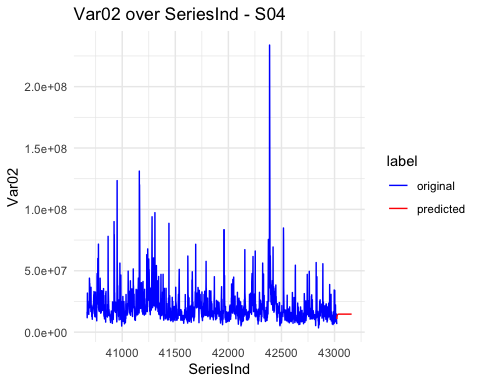 Var02 over SeriesInd - S04
2.0e+08
1.5e+08
1.0e+08
5.0e+07
0.0e+00
Var02
41000 41500 42000 42500 43000
SeriesInd
label
original
predicted